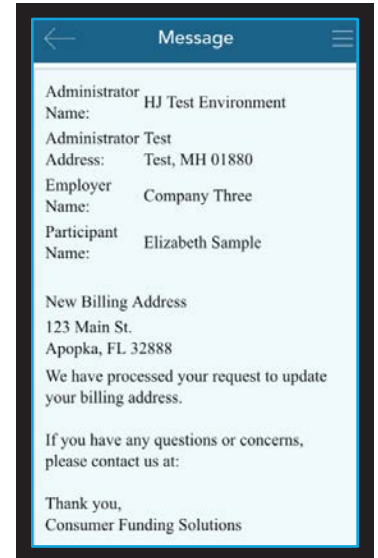 Message
Administrator Name: HJ Test Environment
Administrator Address: Test
Test, MH 01880
Employer Name: Company Three
Participant Name: Elizabeth Sample
New Billing Address
123 Main St.
Apopka, FL 32888
We have processed your request to update
your billing address.
If you have any questions or concerns,
please contact us at:
Thank you,
Consumer Funding Solutions